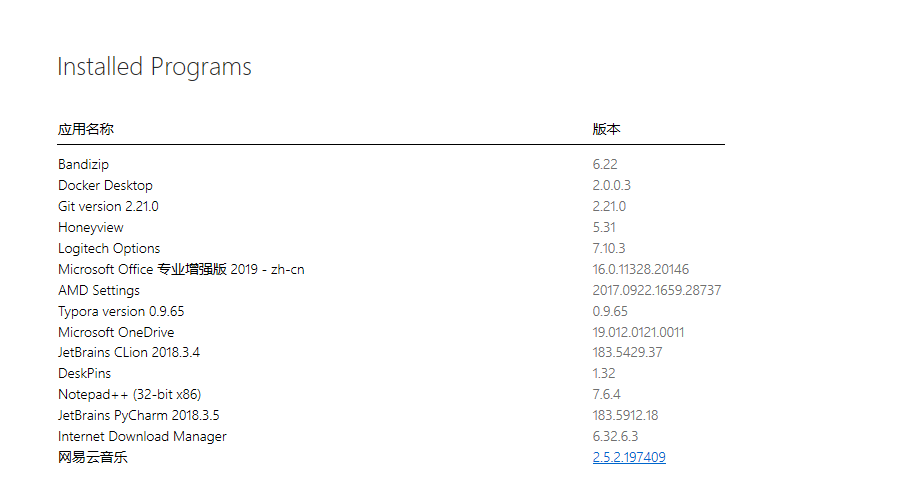 Installed Programs
应用名称 版本
Bandizip 6.22
Docker Desktop 2.0.0.3
Git version 2.21.0 2.21.0
Honeyview 5.31
Logitech Options 7.10.3
Microsoft Office 专业增强版 2019 - zh-cn 16.0.11328.20146
AMD Settings 2017.0922.1659.28737
Typora version 0.9.65 0.9.65
Microsoft OneDrive 19.012.0121.0011
JetBrains CLion 2018.3.4 183.5429.37
DeskPins 1.32
Notepad++ (32-bit x86) 7.6.4
JetBrains PyCharm 2018.3.5 183.5912.18
Internet Download Manager 6.32.6.3
网易云音乐 2.5.2.197409